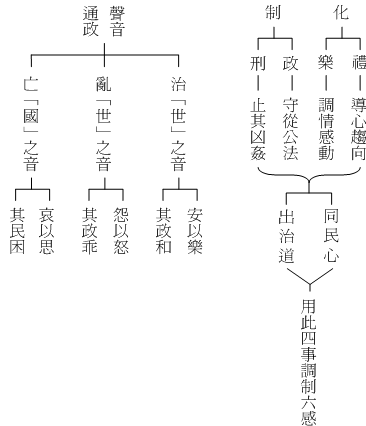 化
制
禮
樂
政
刑
導心趨向
調情感動
守從公法
止其凶姦
同民心
出治道
用此四事調制六感
聲音
通政
治「世」之音
亂「世」之音
亡「國」之音
安以樂
其政和
怨以怒
其政乖
哀以思
其民困